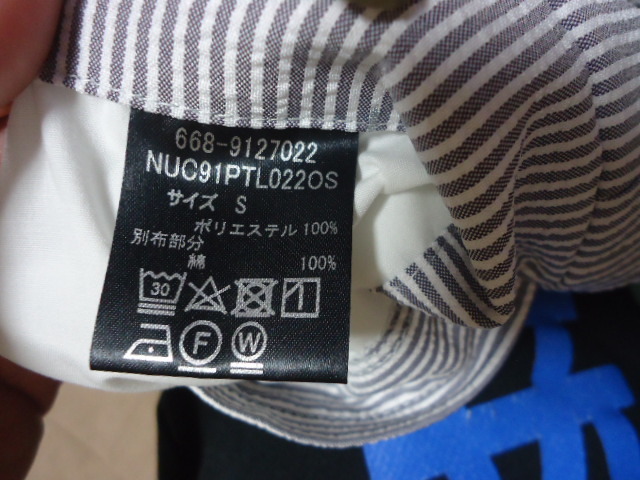 668-9127022
NUC91PTL022OS
サイズ S
ポリエステル 100%
別布部分
綿 100%
30
F W